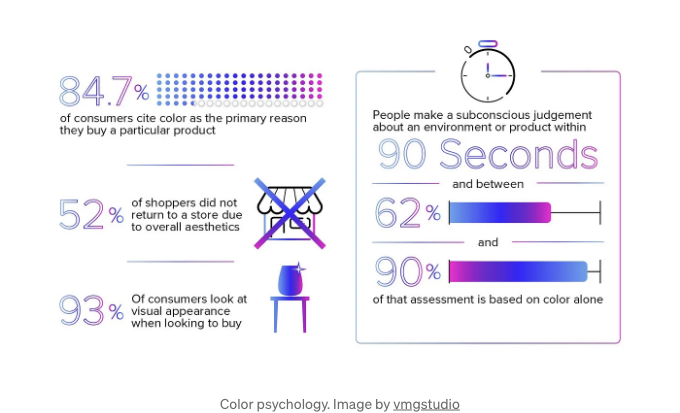 84.7%
of consumers cite color as the primary reason
they buy a particular product
52%
of shoppers did not
return to a store due
to overall aesthetics
93%
Of consumers look at
visual appearance
when looking to buy
0
People make a subconscious judgement
about an environment or product within
90 Seconds
and between
62%
and
90%
of that assessment is based on color alone
Color psychology. Image by vmgstudio